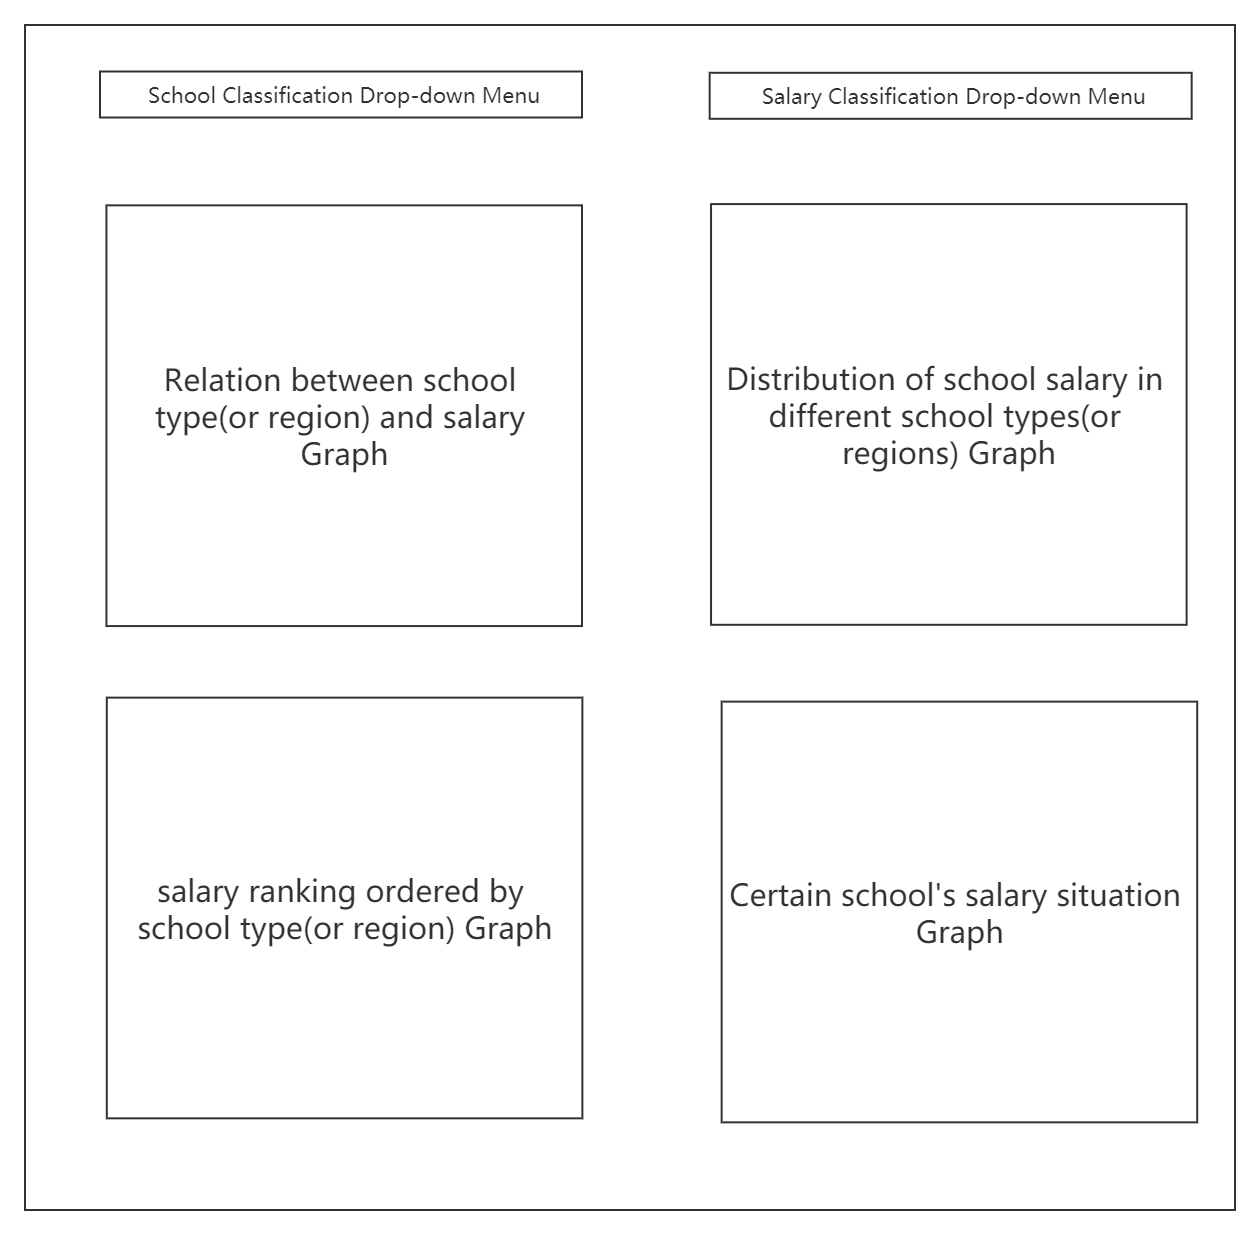 School Classification Drop-down Menu
Salary Classification Drop-down Menu
Relation between school
type(or region) and salary
Graph
Distribution of school salary in
different school types(or
regions) Graph
salary ranking ordered by
school type(or region) Graph
Certain school's salary situation
Graph